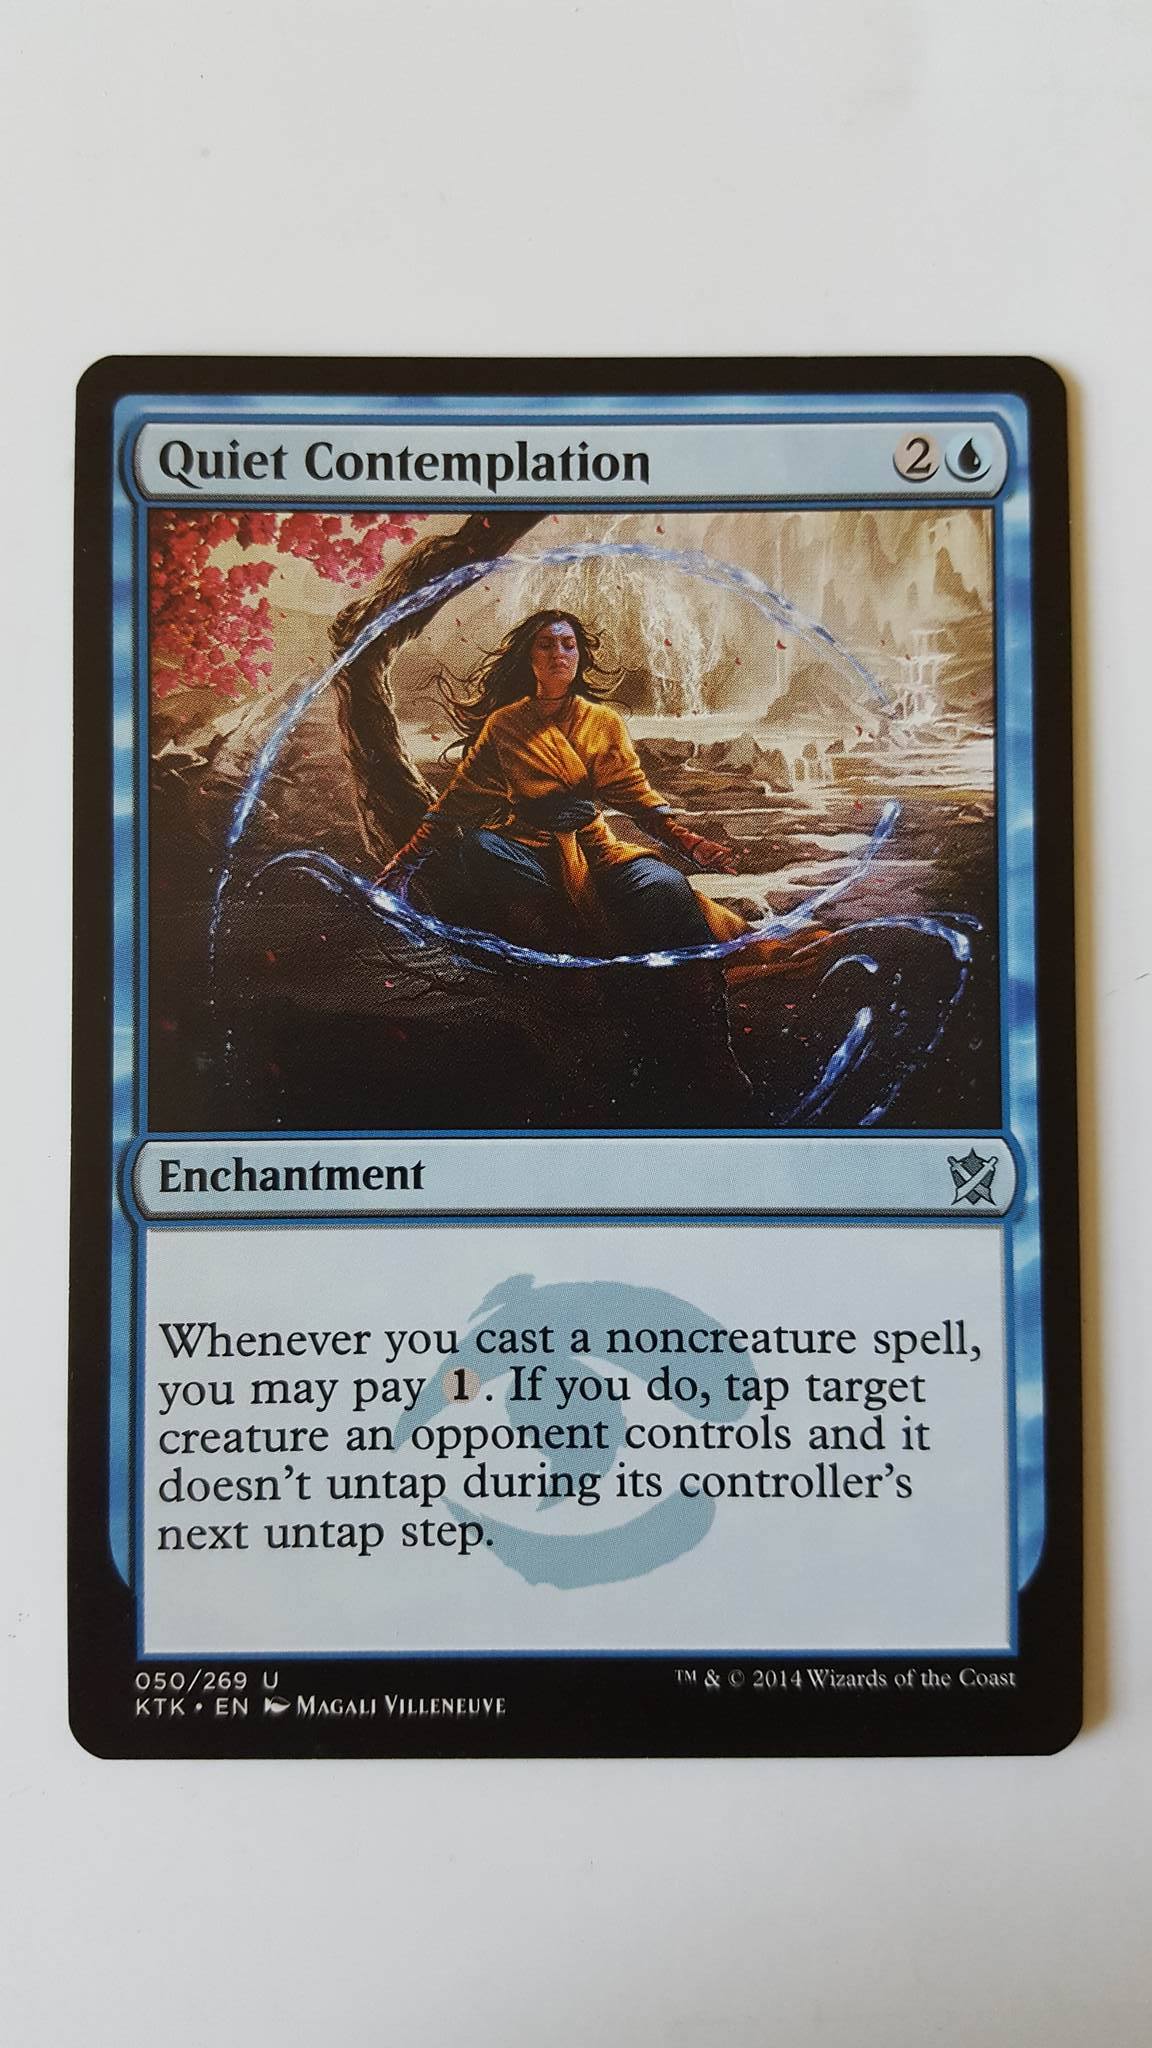 Quiet Contemplation 2
Enchantment
Whenever you cast a noncreature spell,
you may pay 1. If you do, tap target
creature an opponent controls and it
doesn't untap during its controller's
next untap step.
050/269 U
KTK • EN Magali Villeneuve
™ & © 2014 Wizards of the Coast